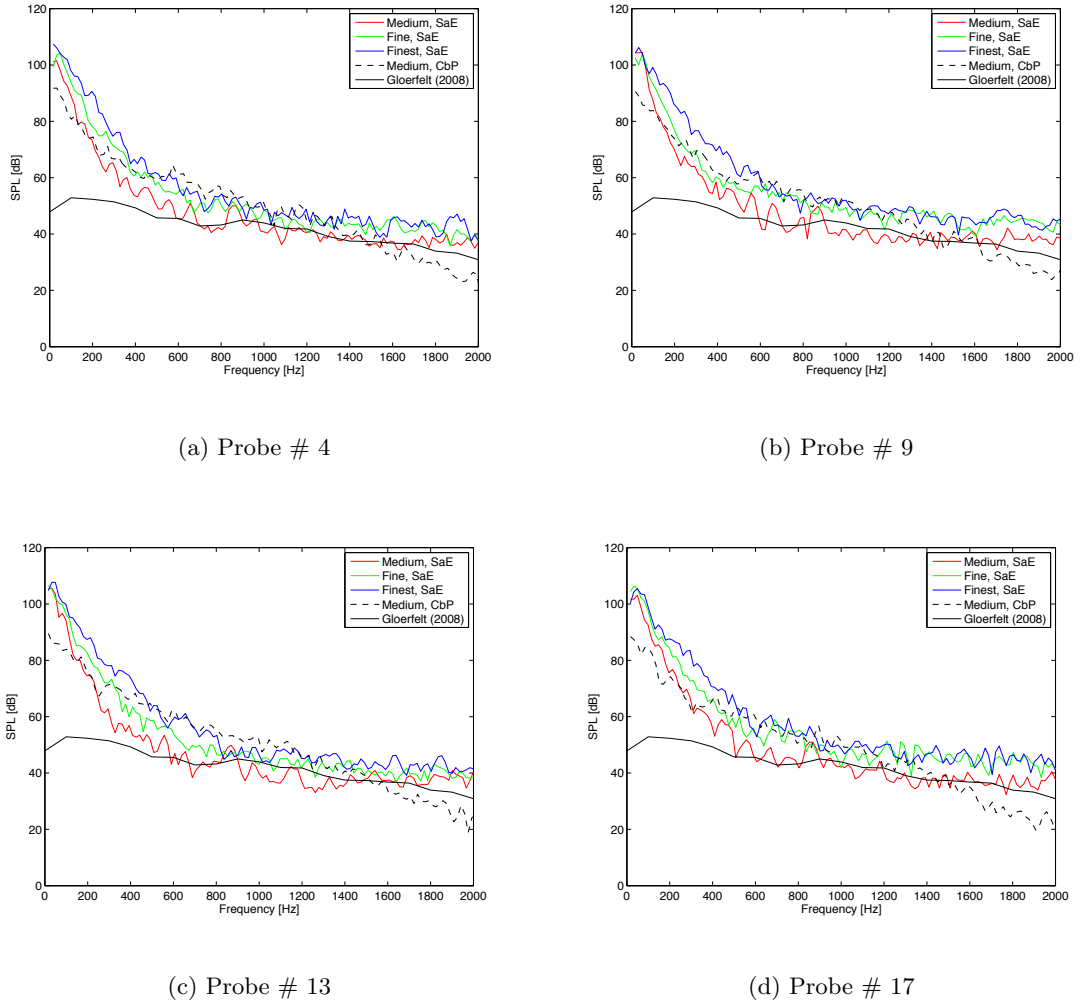 120
100
80
60
40
20
0
SPL [dB]
0 200 400 600 800 1000 1200 1400 1600 1800 2000
Frequency [Hz]
Medium, SaE
Fine, SaE
Finest, SaE
Medium, CbP
Gloerfelt (2008)
(a) Probe # 4
120
100
80
60
40
20
0
SPL [dB]
0 200 400 600 800 1000 1200 1400 1600 1800 2000
Frequency [Hz]
Medium, SaE
Fine, SaE
Finest, SaE
Medium, CbP
Gloerfelt (2008)
(b) Probe # 9
120
100
80
60
40
20
0
SPL [dB]
0 200 400 600 800 1000 1200 1400 1600 1800 2000
Frequency [Hz]
Medium, SaE
Fine, SaE
Finest, SaE
Medium, CbP
Gloerfelt (2008)
(c) Probe # 13
120
100
80
60
40
20
0
SPL [dB]
0 200 400 600 800 1000 1200 1400 1600 1800 2000
Frequency [Hz]
Medium, SaE
Fine, SaE
Finest, SaE
Medium, CbP
Gloerfelt (2008)
(d) Probe # 17